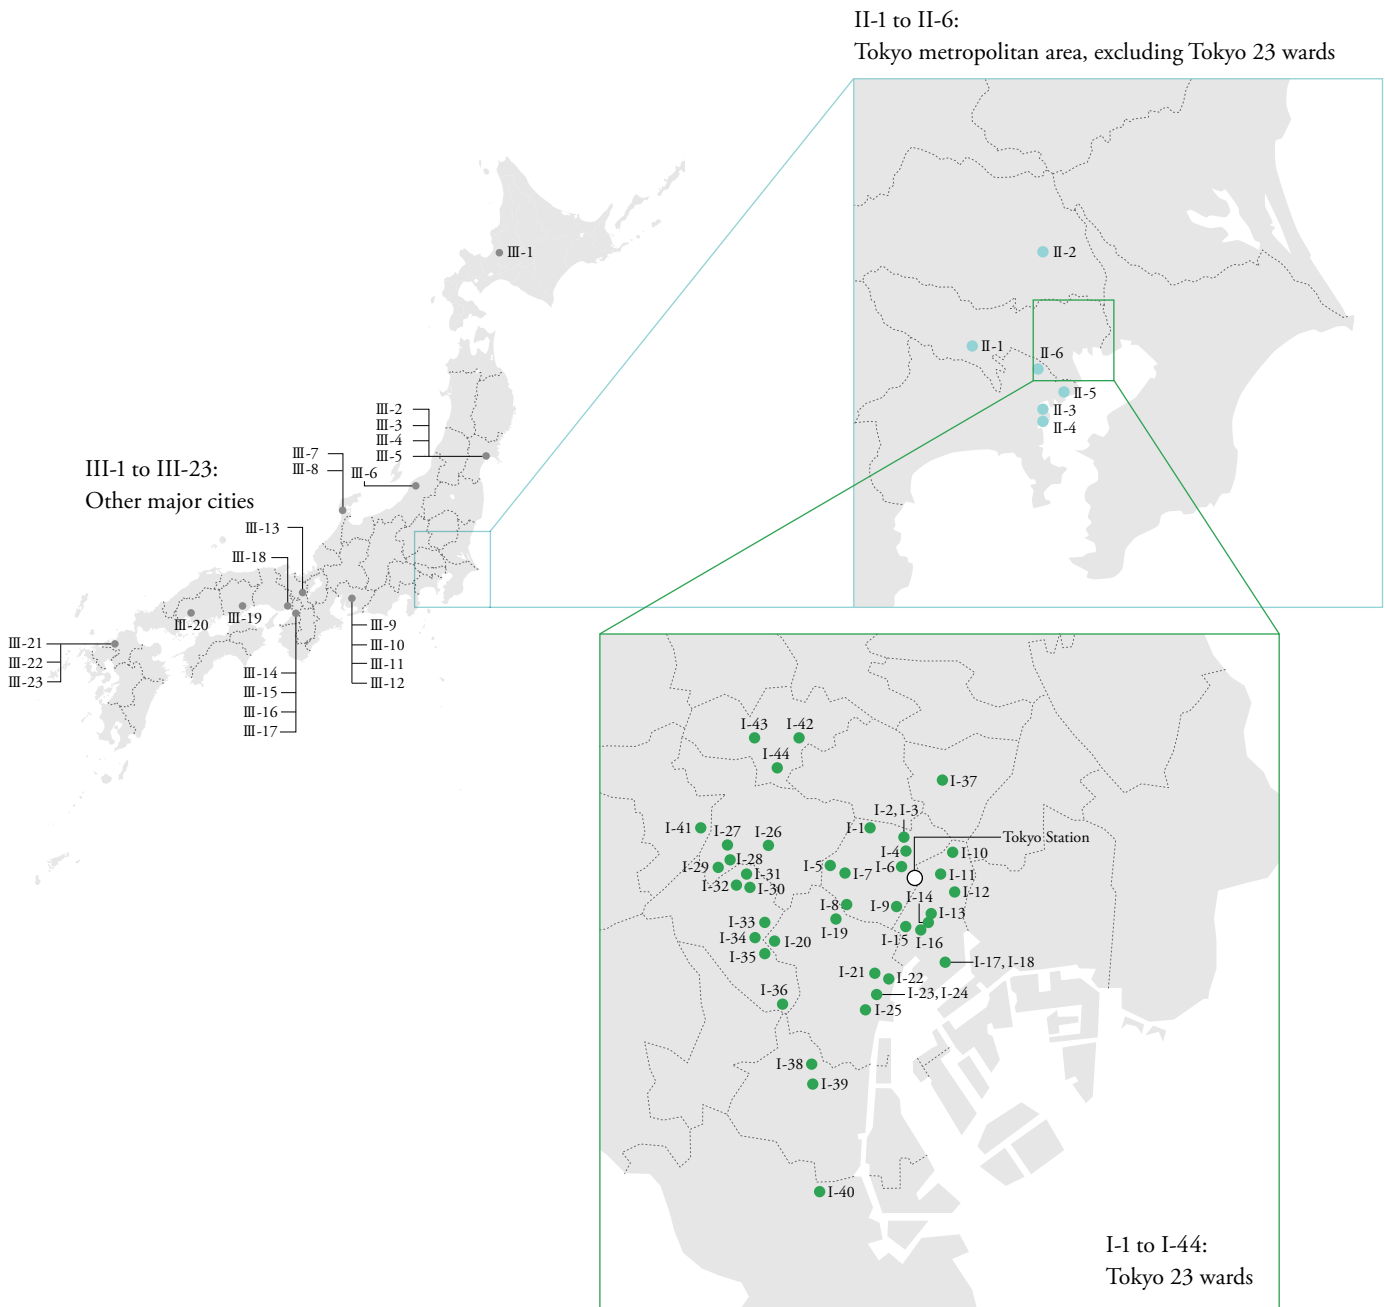 II-1 to II-6:
Tokyo metropolitan area, excluding Tokyo 23 wards
II-2
II-1
II-6
II-5
II-3
II-4
III-1
III-2
III-3
III-4
III-5
III-7
III-8
III-6
III-1 to III-23:
Other major cities
III-13
III-18
III-20
III-19
III-21
III-22
III-23
III-9
III-10
III-11
III-12
III-14
III-15
III-16
III-17
I-43
I-42
I-44
I-37
I-2, I-3
I-41
I-27
I-26
I-1
Tokyo Station
I-4
I-10
I-28
I-29
I-5
I-6
I-7
I-31
I-11
I-32
I-30
I-12
I-14
I-8
I-9
I-13
I-33
I-19
I-34
I-20
I-15
I-16
I-35
I-17, I-18
I-21
I-22
I-36
I-23, I-24
I-25
I-38
I-39
I-40
I-1 to I-44:
Tokyo 23 wards